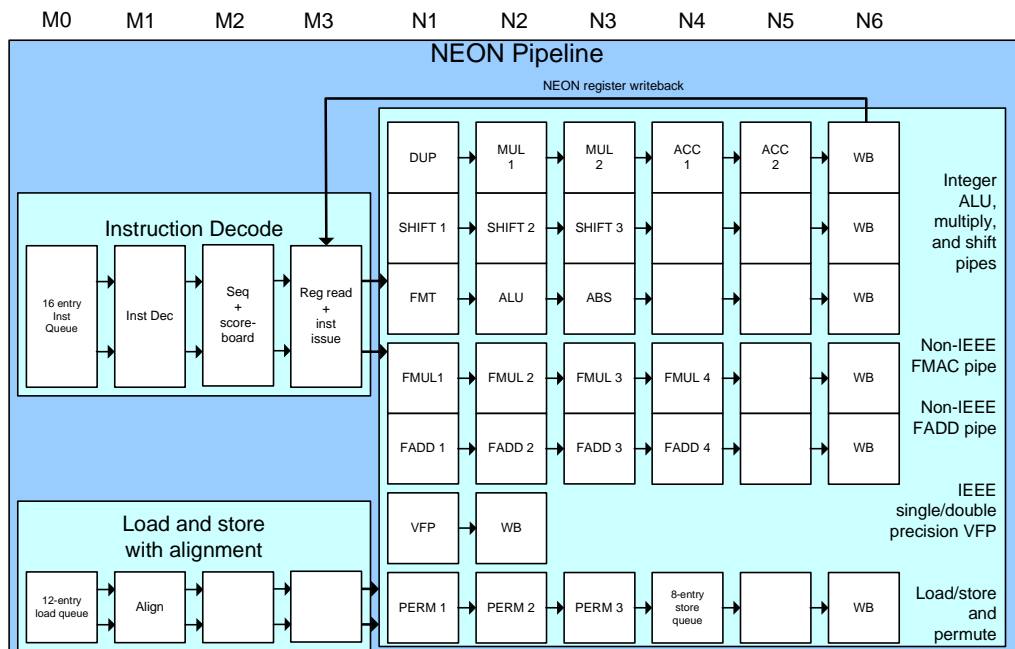 M0 M1 M2 M3 N1 N2 N3 N4 N5 N6
NEON Pipeline
NEON register writeback
Instruction Decode
16 entry
Inst
Queue
Inst Dec
Seq
+
score-
board
Reg read
+
inst
issue
DUP
MUL
1
MUL
2
ACC
1
ACC
2
WB
SHIFT 1
SHIFT 2
SHIFT 3
WB
FMT
ALU
ABS
WB
Integer
ALU,
multiply,
and shift
pipes
FMUL1
FMUL 2
FMUL 3
FMUL 4
WB
Non-IEEE
FMAC pipe
FADD 1
FADD 2
FADD 3
FADD 4
WB
Non-IEEE
FADD pipe
VFP
WB
IEEE
single/double
precision VFP
Load and store
with alignment
12-entry
load queue
Align
PERM 1
PERM 2
PERM 3
8-entry
store
queue
WB
Load/store
and
permute